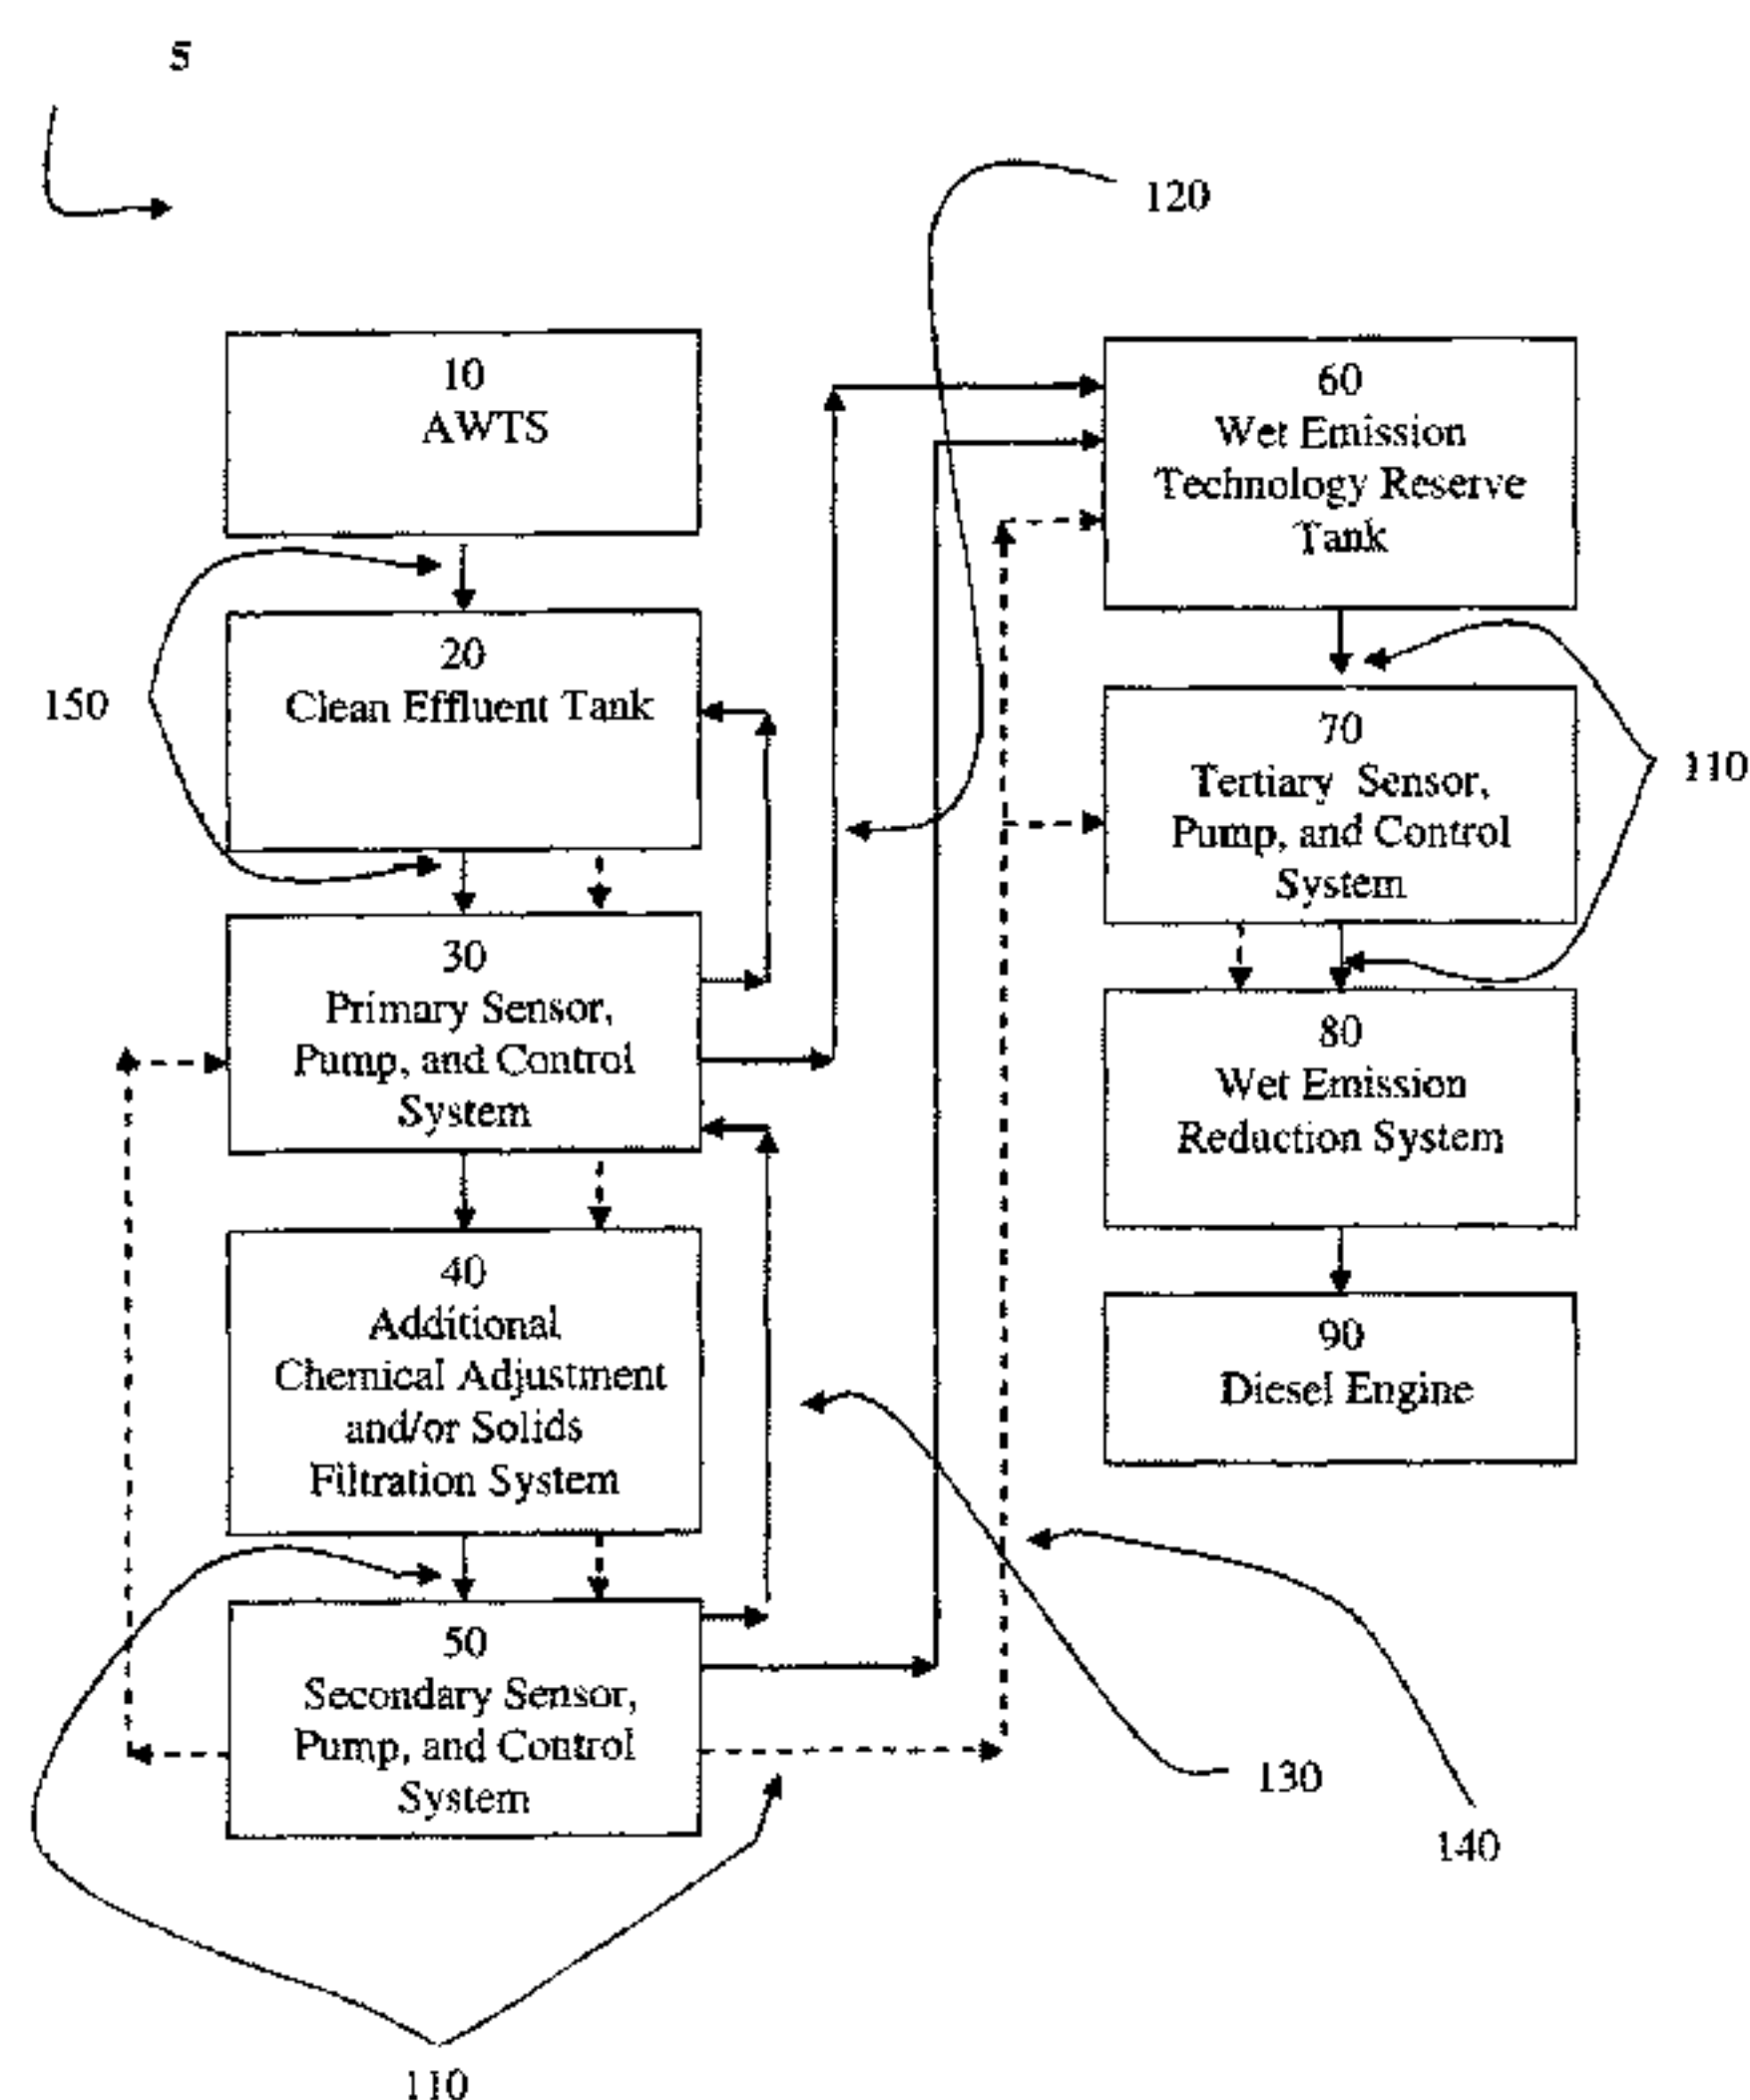 5
120
10
AWTS
20
Clean Effluent Tank
150
30
Primary Sensor,
Pump, and Control
System
40
Additional
Chemical Adjustment
and/or Solids
Filtration System
50
Secondary Sensor,
Pump, and Control
System
110
60
Wet Emission
Technology Reserve
Tank
70
Tertiary Sensor,
Pump, and Control
System
110
80
Wet Emission
Reduction System
90
Diesel Engine
130
140